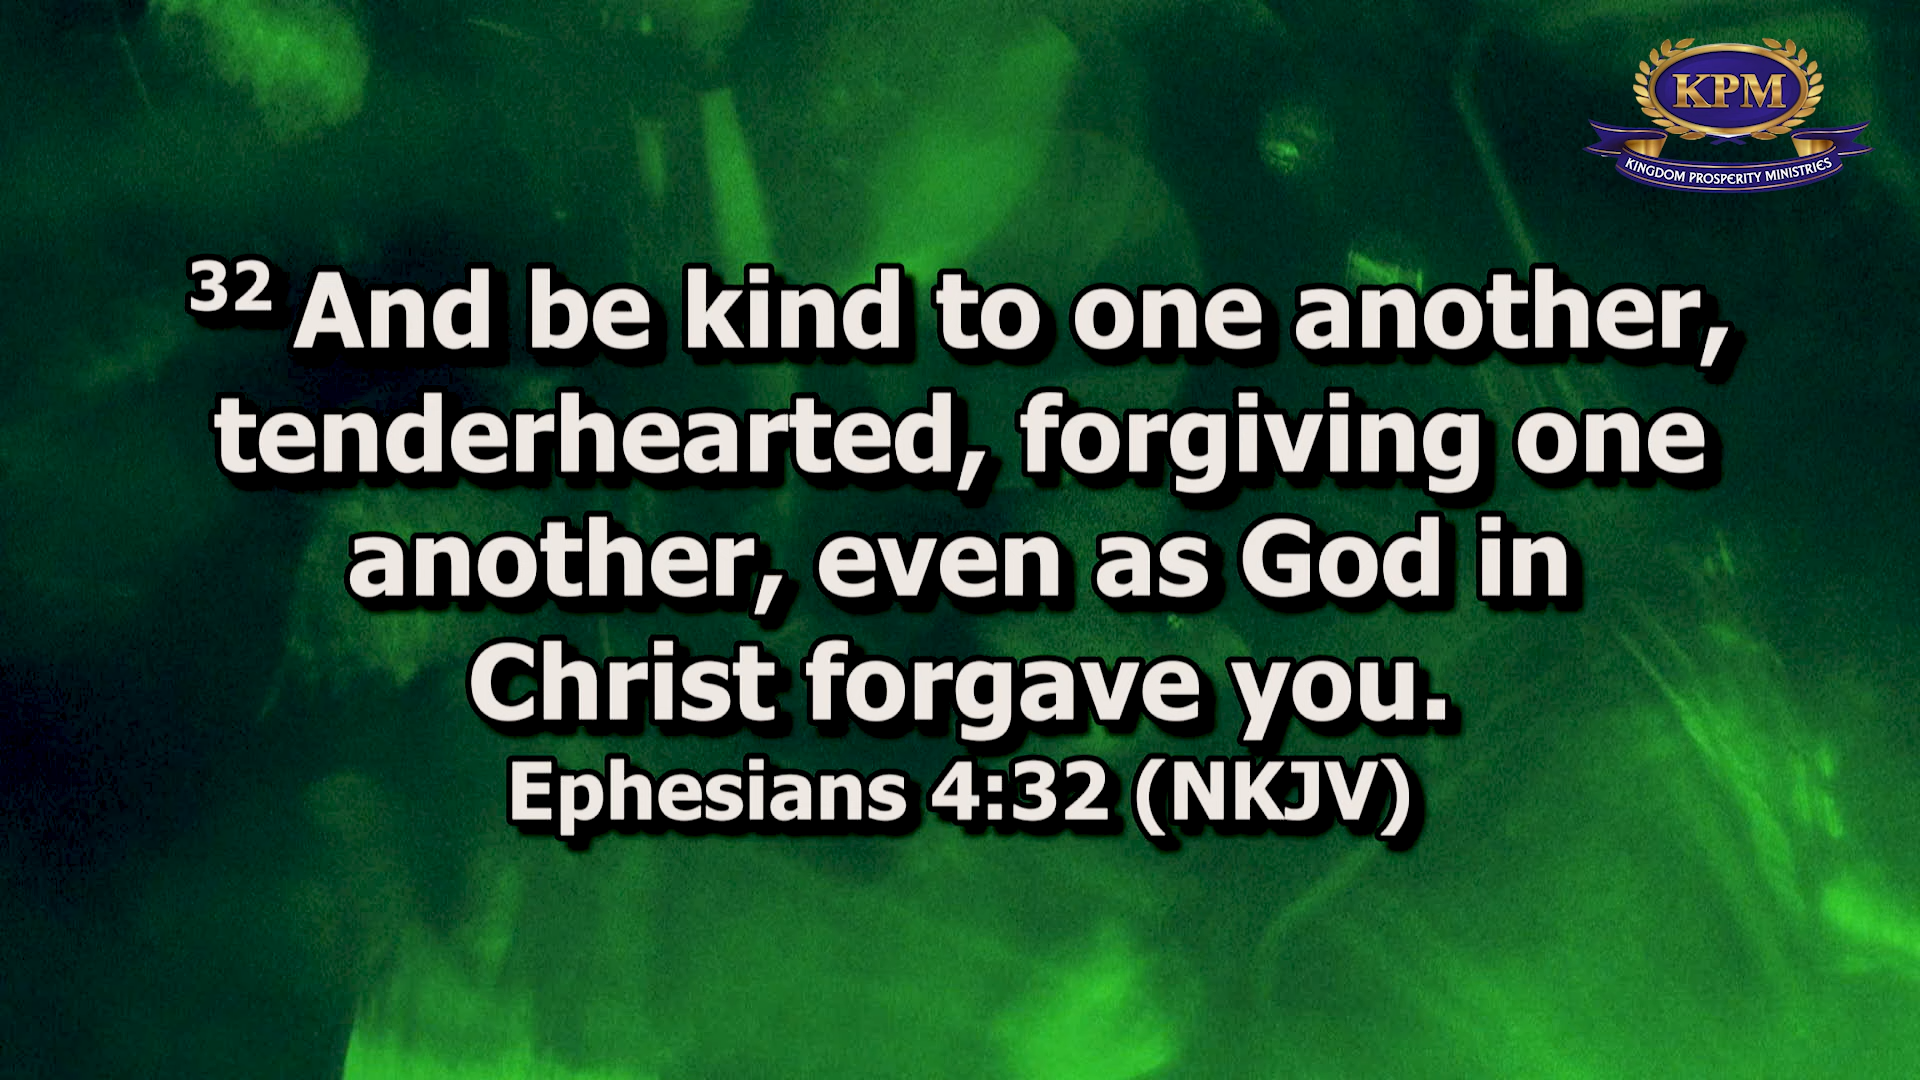 KPM
KINGDOM PROSPERITY MINISTRIES
32 And be kind to one another,
tenderhearted, forgiving one
another, even as God in
Christ forgave you.
Ephesians 4:32 (NKJV)